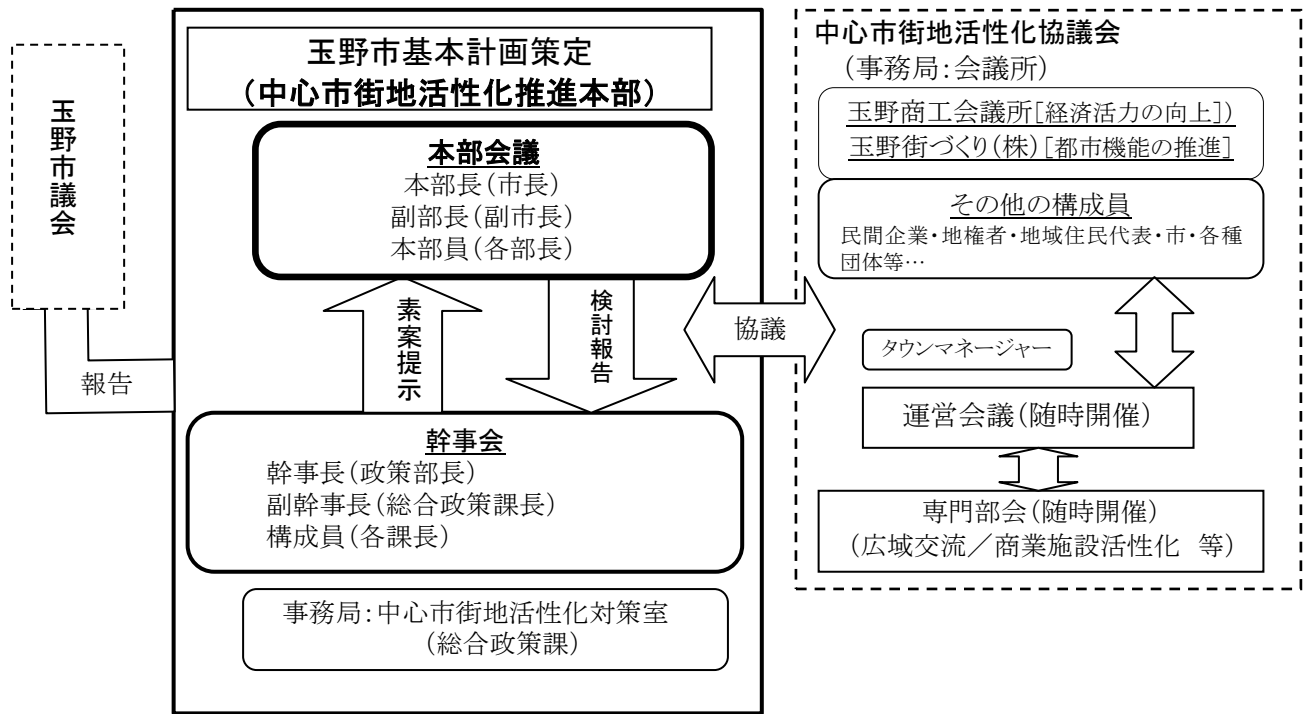 玉野市議会
報告
玉野市基本計画策定
(中心市街地活性化推進本部)
本部会議
本部長(市長)
副部長(副市長)
本部員(各部長)
素案提示
検討報告
幹事会
幹事長(政策部長)
副幹事長(総合政策課長)
構成員(各課長)
事務局:中心市街地活性化対策室
(総合政策課)
協議
中心市街地活性化協議会
(事務局:会議所)
玉野商工会議所[経済活力の向上])
玉野街づくり(株)[都市機能の推進]
その他の構成員
民間企業・地権者・地域住民代表・市・各種
団体等…
タウンマネージャー
運営会議(随時開催)
専門部会(随時開催)
(広域交流/商業施設活性化 等)